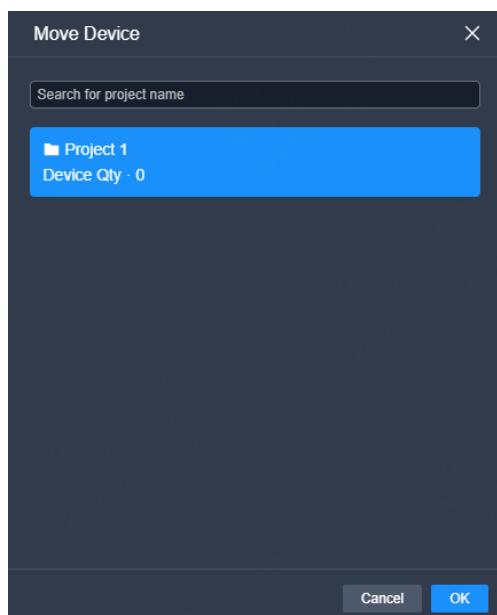 Move Device
Search for project name
Project 1
Device Qty · 0
Cancel
OK